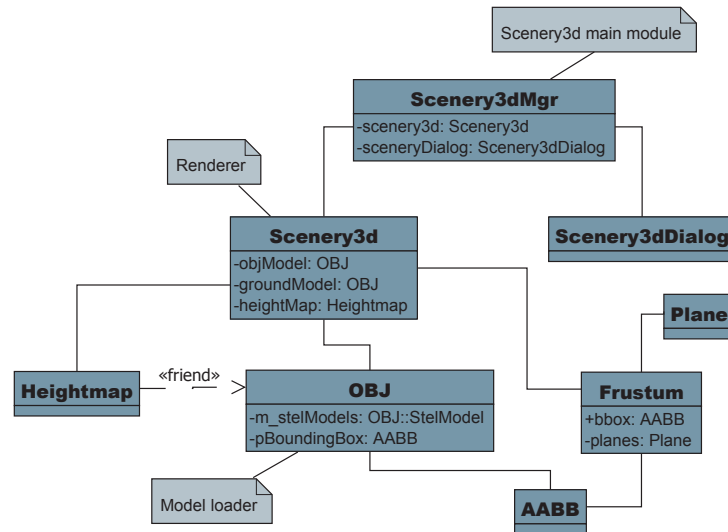 Scenery3d main module
Scenery3dMgr
-scenery3d: Scenery3d
-sceneryDialog: Scenery3dDialog
Renderer
Scenery3d
-objModel: OBJ
-groundModel: OBJ
-heightMap: Heightmap
Scenery3dDialog
Plane
Heightmap
«friend»
OBJ
-m_stelModels: OBJ::StelModel
-pBoundingBox: AABB
Frustum
+bbox: AABB
-planes: Plane
Model loader
AABB